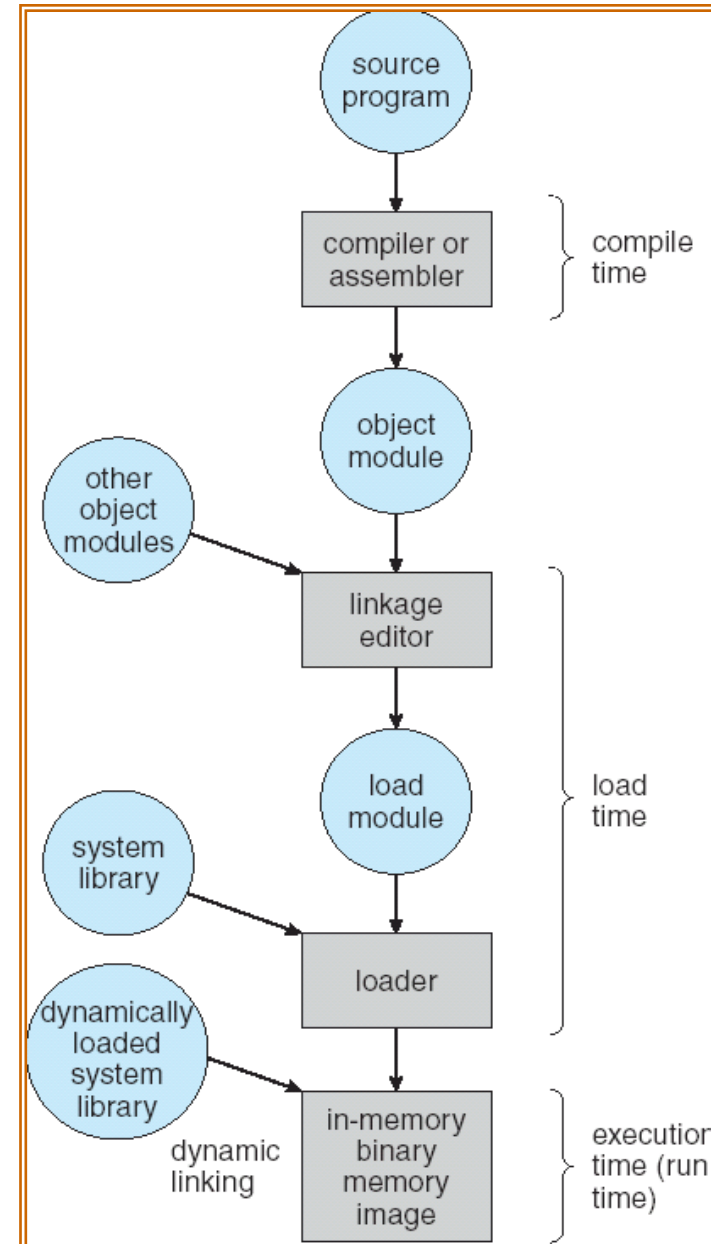 source
program
compiler or
assembler
compile
time
object
module
other
object
modules
linkage
editor
load
module
load
time
system
library
loader
dynamically
loaded
system
library
dynamic
linking
in-memory
binary
memory
image
execution
time (run
time)